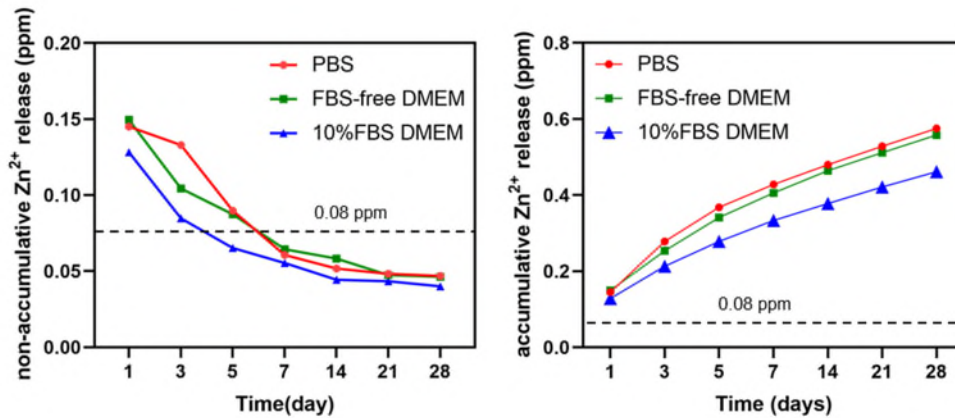 non-accumulative Zn²⁺ release (ppm)
0.20
0.15
0.10
0.05
0.00
PBS
FBS-free DMEM
10%FBS DMEM
0.08 ppm
1 3 5 7 14 21 28
Time(day)
accumulative Zn²⁺ release (ppm)
0.8
0.6
0.4
0.2
0.0
PBS
FBS-free DMEM
10%FBS DMEM
0.08 ppm
1 3 5 7 14 21 28
Time (days)